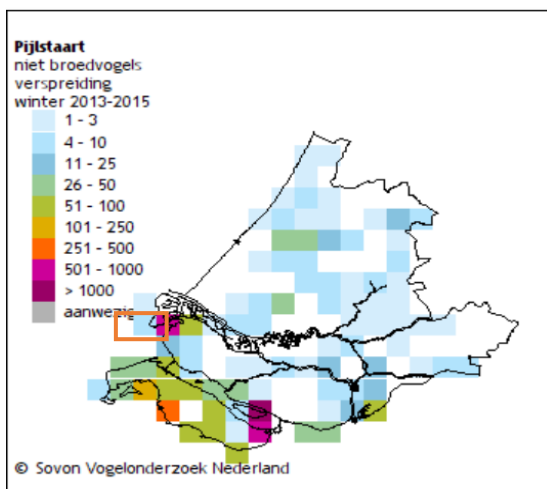 Pijlstaart
niet broedvogels
verspreiding
winter 2013-2015
1 - 3
4 - 10
11 - 25
26 - 50
51 - 100
101 - 250
251 - 500
501 - 1000
> 1000
aanwezig
© Sovon Vogelonderzoek Nederland